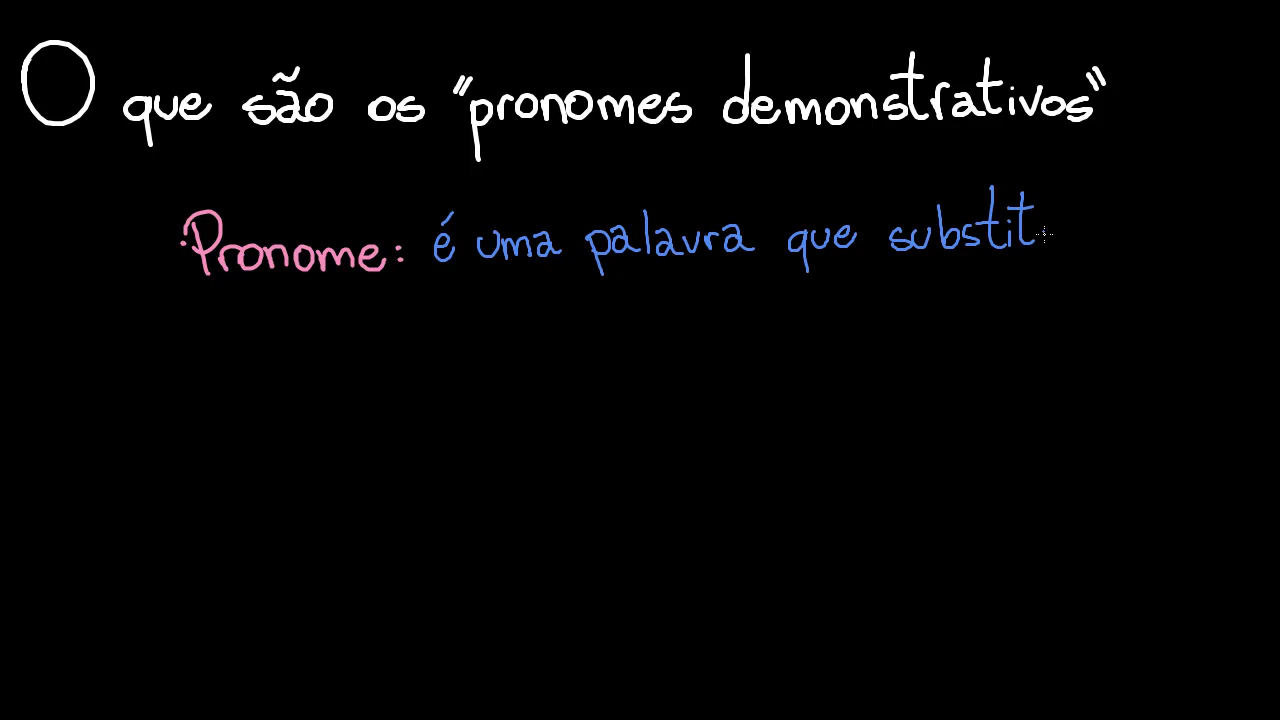 O que são os "pronomes demonstrativos"
Pronome: é uma palavra que substit